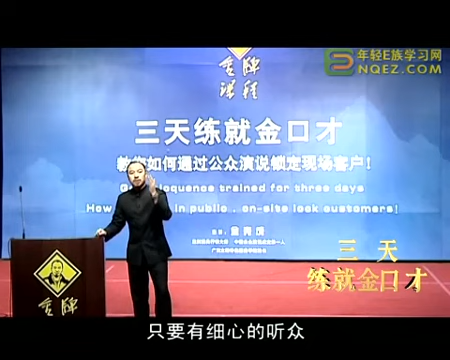 年轻E族学习网
NQEZ.COM
金牌
课程
三天练就金口才
教您如何通过公众演说锁定现场客户!
trained for three days
in public , on-site lock customers!
三天
练就金口才
金牌
只要有细心的听众